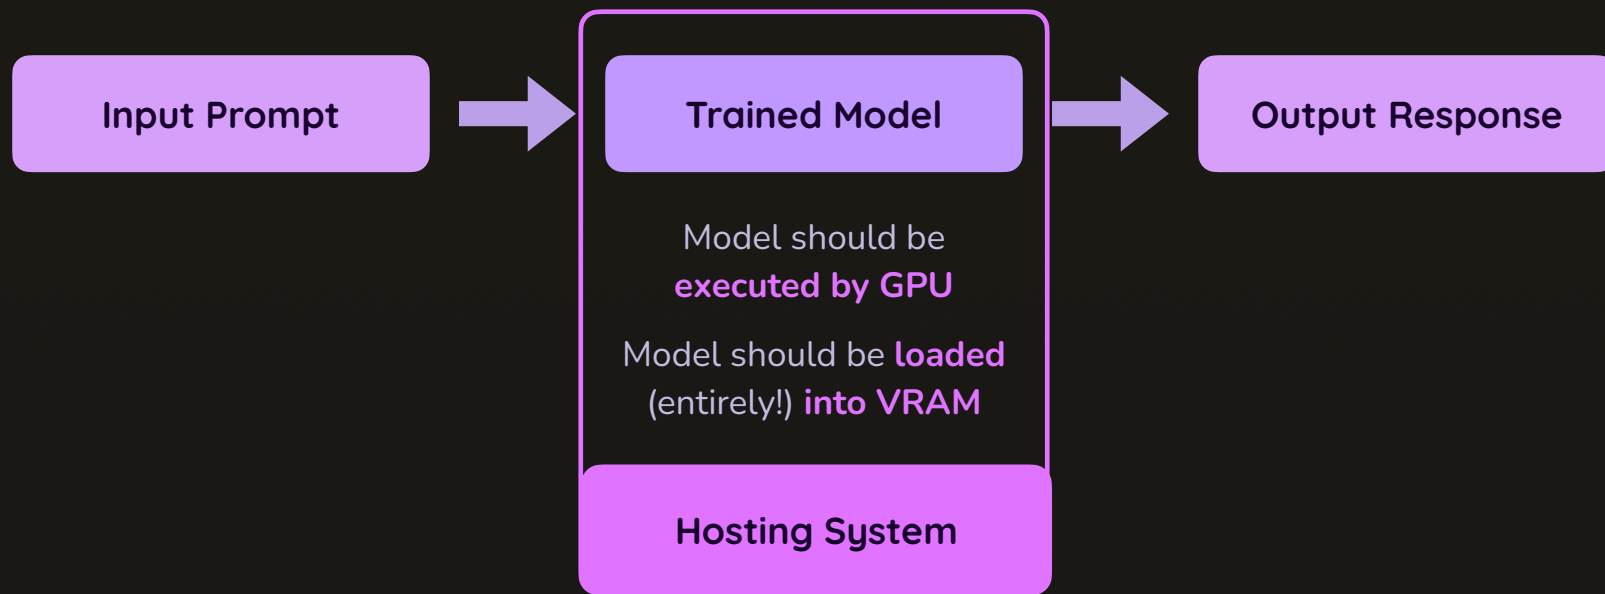 Input Prompt
Trained Model
Output Response
Model should be
executed by GPU
Model should be loaded
(entirely!) into VRAM
Hosting System